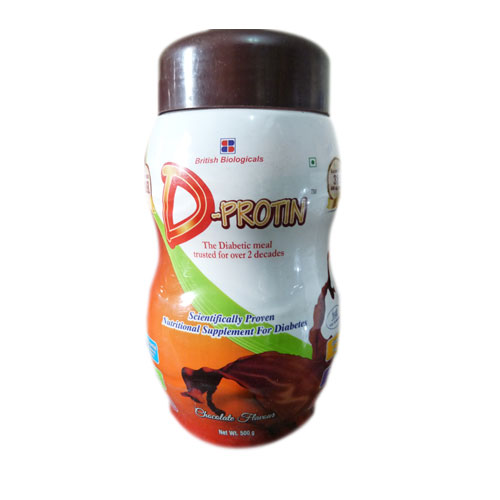 British Biologicals
D-PROTIN
TM
The Diabetic meal
trusted for over 2 decades
Scientifically Proven
Nutritional Supplement For Diabetes
Chocolate Flavour
Net Wt. 500 g